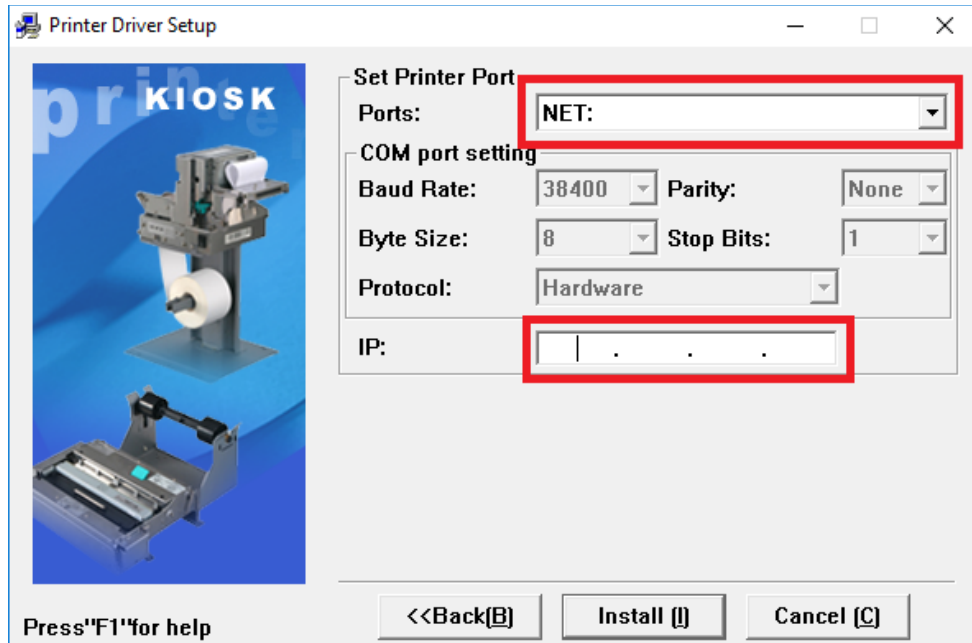 Printer Driver Setup
printer
KIOSK
Set Printer Port
Ports: NET:
COM port setting
Baud Rate: 38400 Parity: None
Byte Size: 8 Stop Bits: 1
Protocol: Hardware
IP: . . .
<<Back(B) Install (I) Cancel (C)
Press"F1"for help